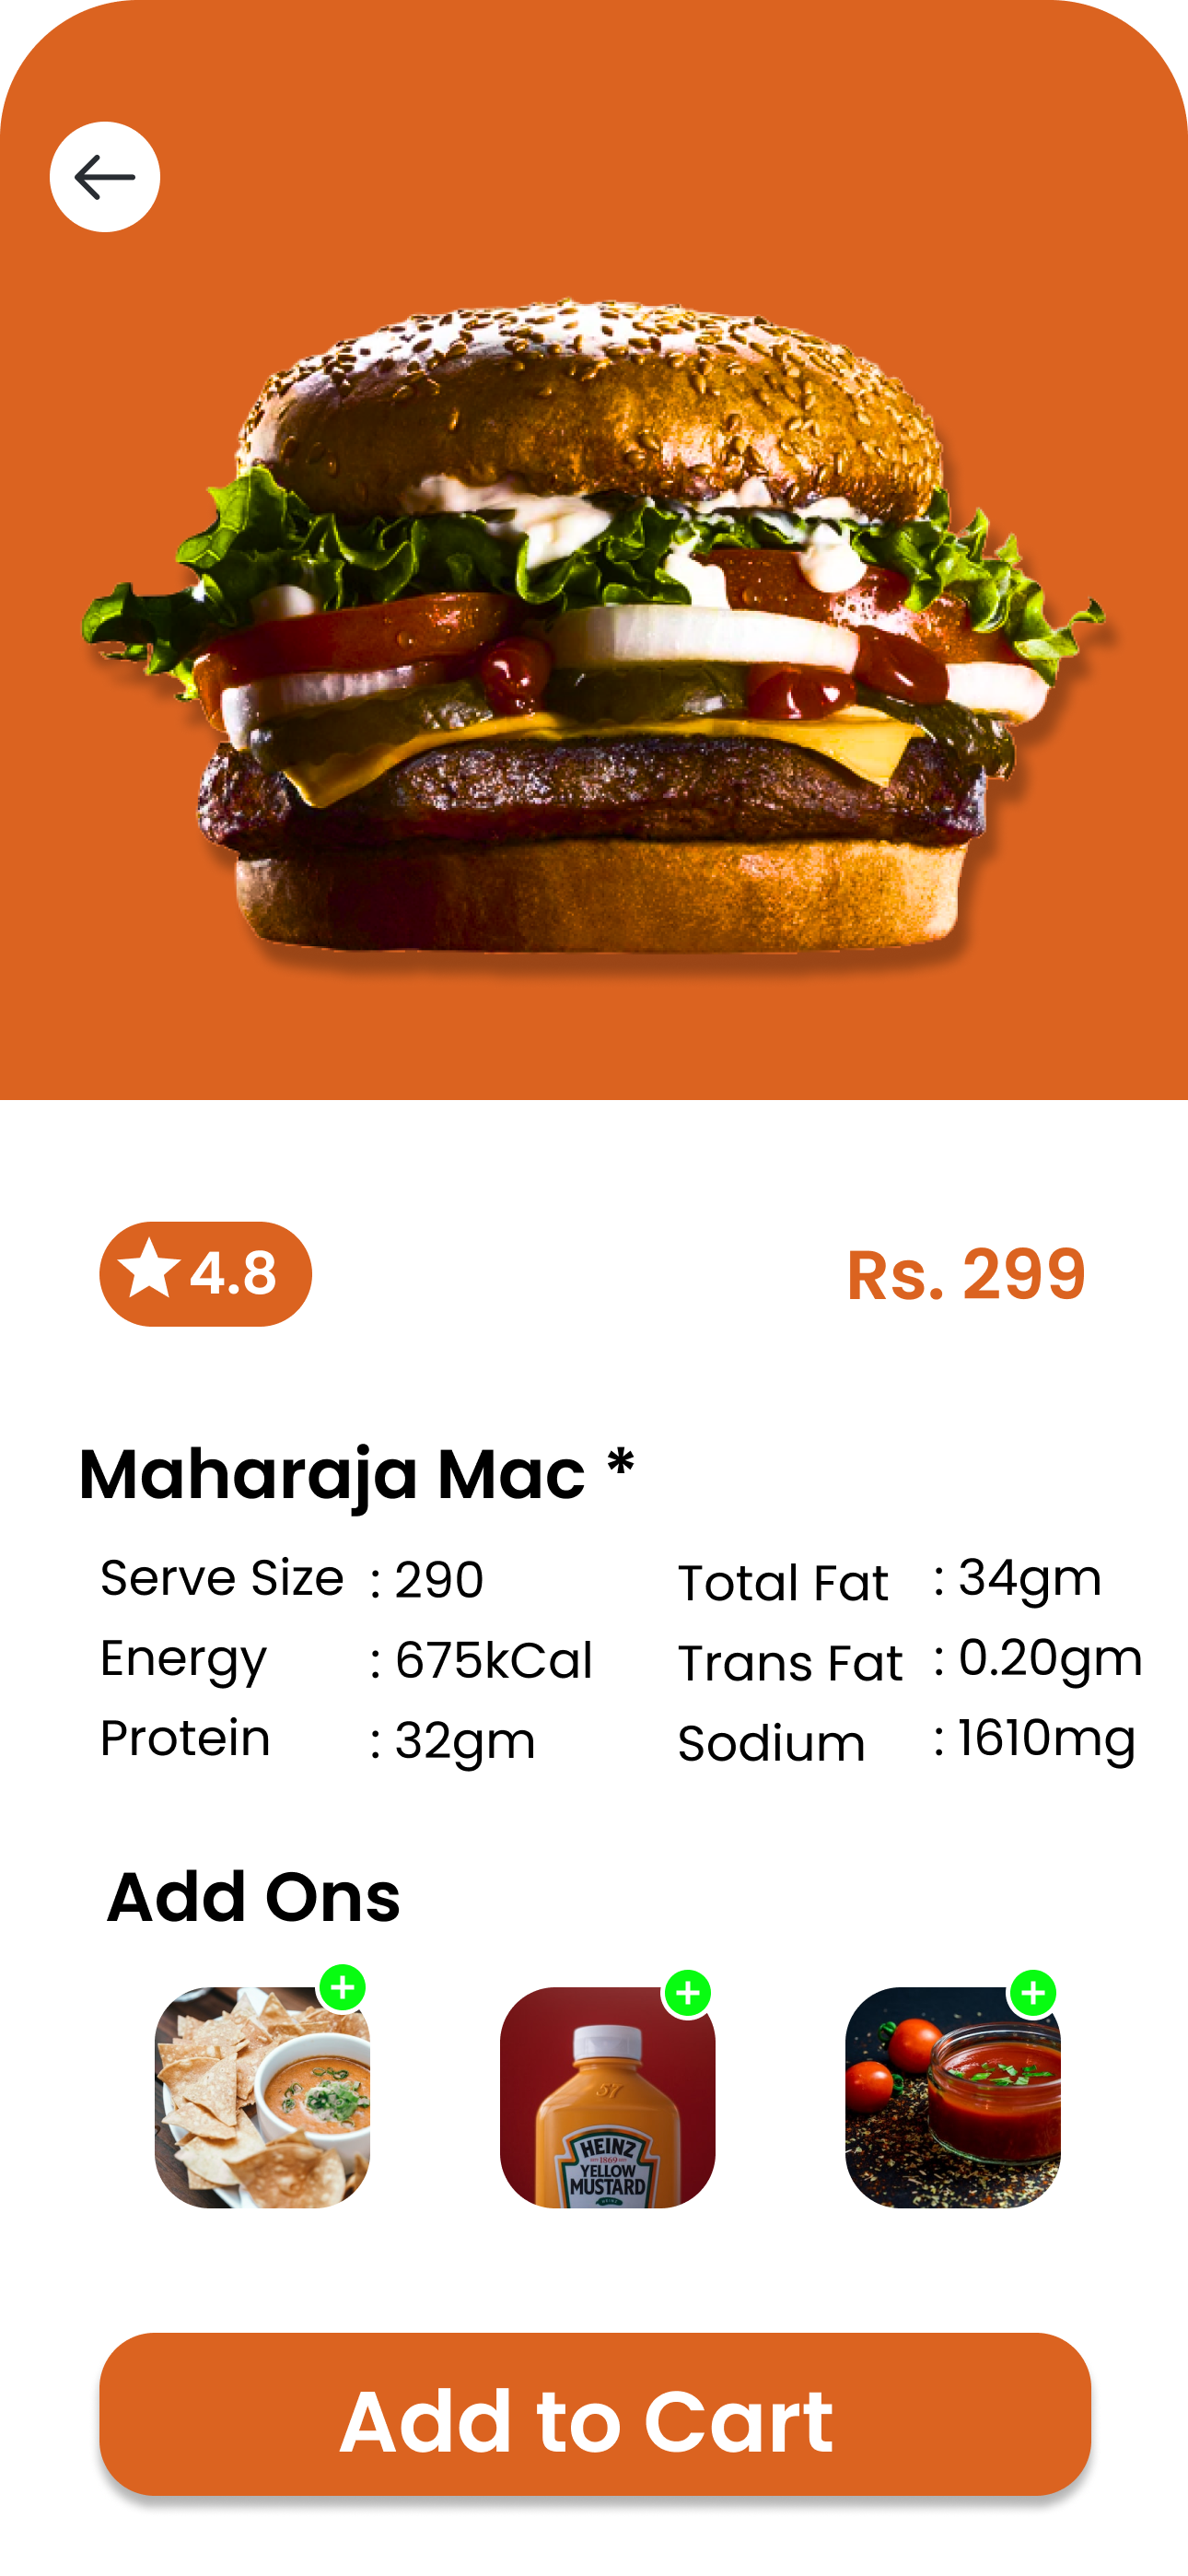 4.8
Rs. 299
Maharaja Mac *
Serve Size : 290 Total Fat : 34gm
Energy : 675kCal Trans Fat : 0.20gm
Protein : 32gm Sodium : 1610mg
Add Ons
57
HEINZ
1869
YELLOW
MUSTARD
Add to Cart